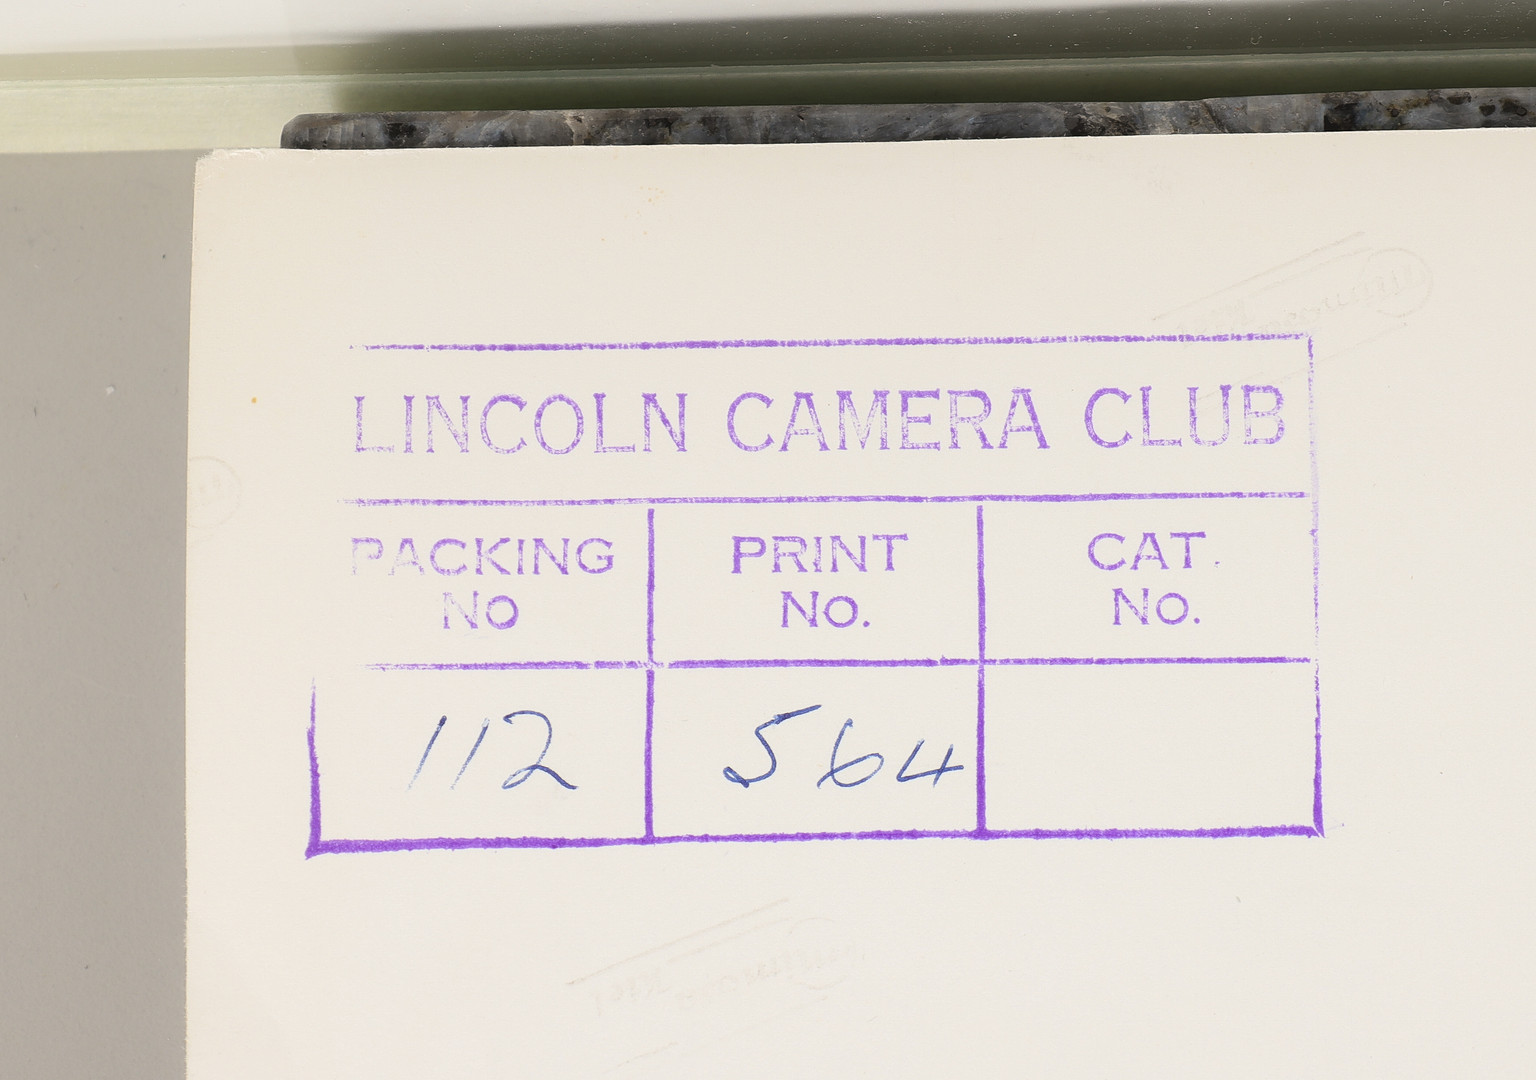 LINCOLN CAMERA CLUB
PACKING NO
PRINT NO.
CAT. NO.
112
564